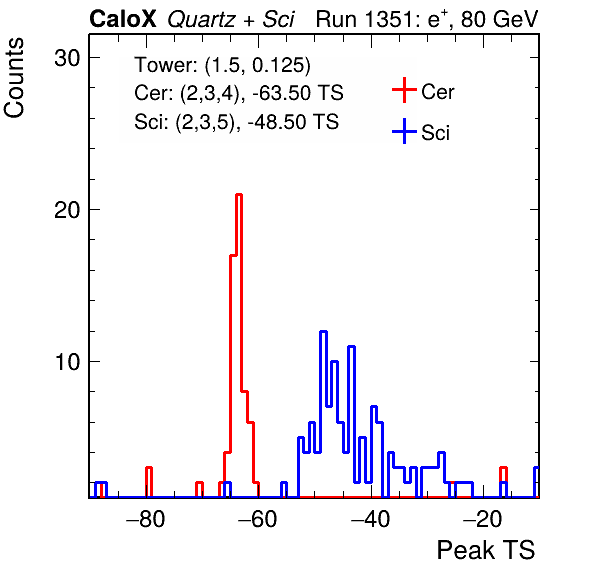 CaloX Quartz + Sci Run 1351: e+, 80 GeV
Counts
30
20
10
Tower: (1.5, 0.125)
Cer: (2,3,4), -63.50 TS
Sci: (2,3,5), -48.50 TS
Cer
Sci
−80 −60 −40 −20
Peak TS